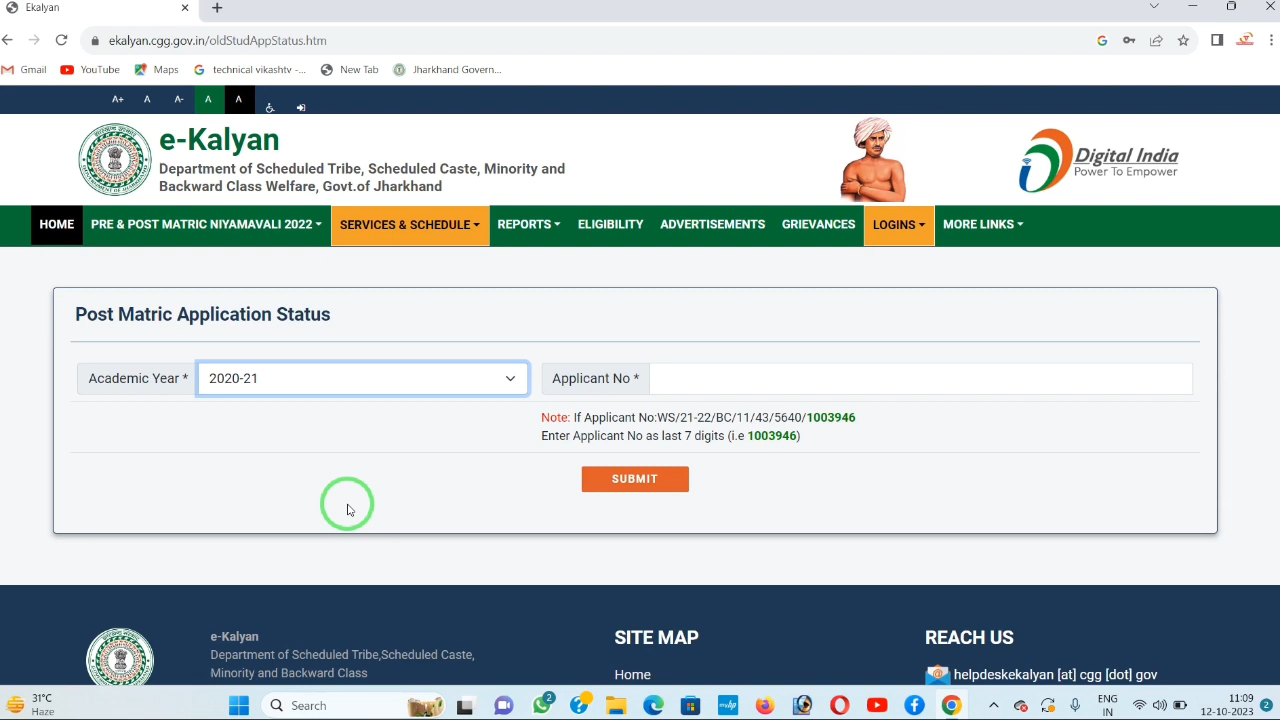 Ekalyan
ekalyan.cgg.gov.in/oldStudAppStatus.htm
Gmail YouTube Maps technical vikashtv -... New Tab Jharkhand Govern...
A+ A A- A A
e-Kalyan
Department of Scheduled Tribe, Scheduled Caste, Minority and
Backward Class Welfare, Govt.of Jharkhand
Digital India
Power To Empower
HOME PRE & POST MATRIC NIYAMAVALI 2022 SERVICES & SCHEDULE REPORTS ELIGIBILITY ADVERTISEMENTS GRIEVANCES LOGINS MORE LINKS
Post Matric Application Status
Academic Year * 2020-21 Applicant No *
Note: If Applicant No:WS/21-22/BC/11/43/5640/1003946
Enter Applicant No as last 7 digits (i.e 1003946)
SUBMIT
e-Kalyan
Department of Scheduled Tribe,Scheduled Caste,
Minority and Backward Class
SITE MAP
Home
REACH US
helpdeskekalyan [at] cgg [dot] gov
31°C
Haze
Search
2
ENG
IN
11:09
12-10-2023
2